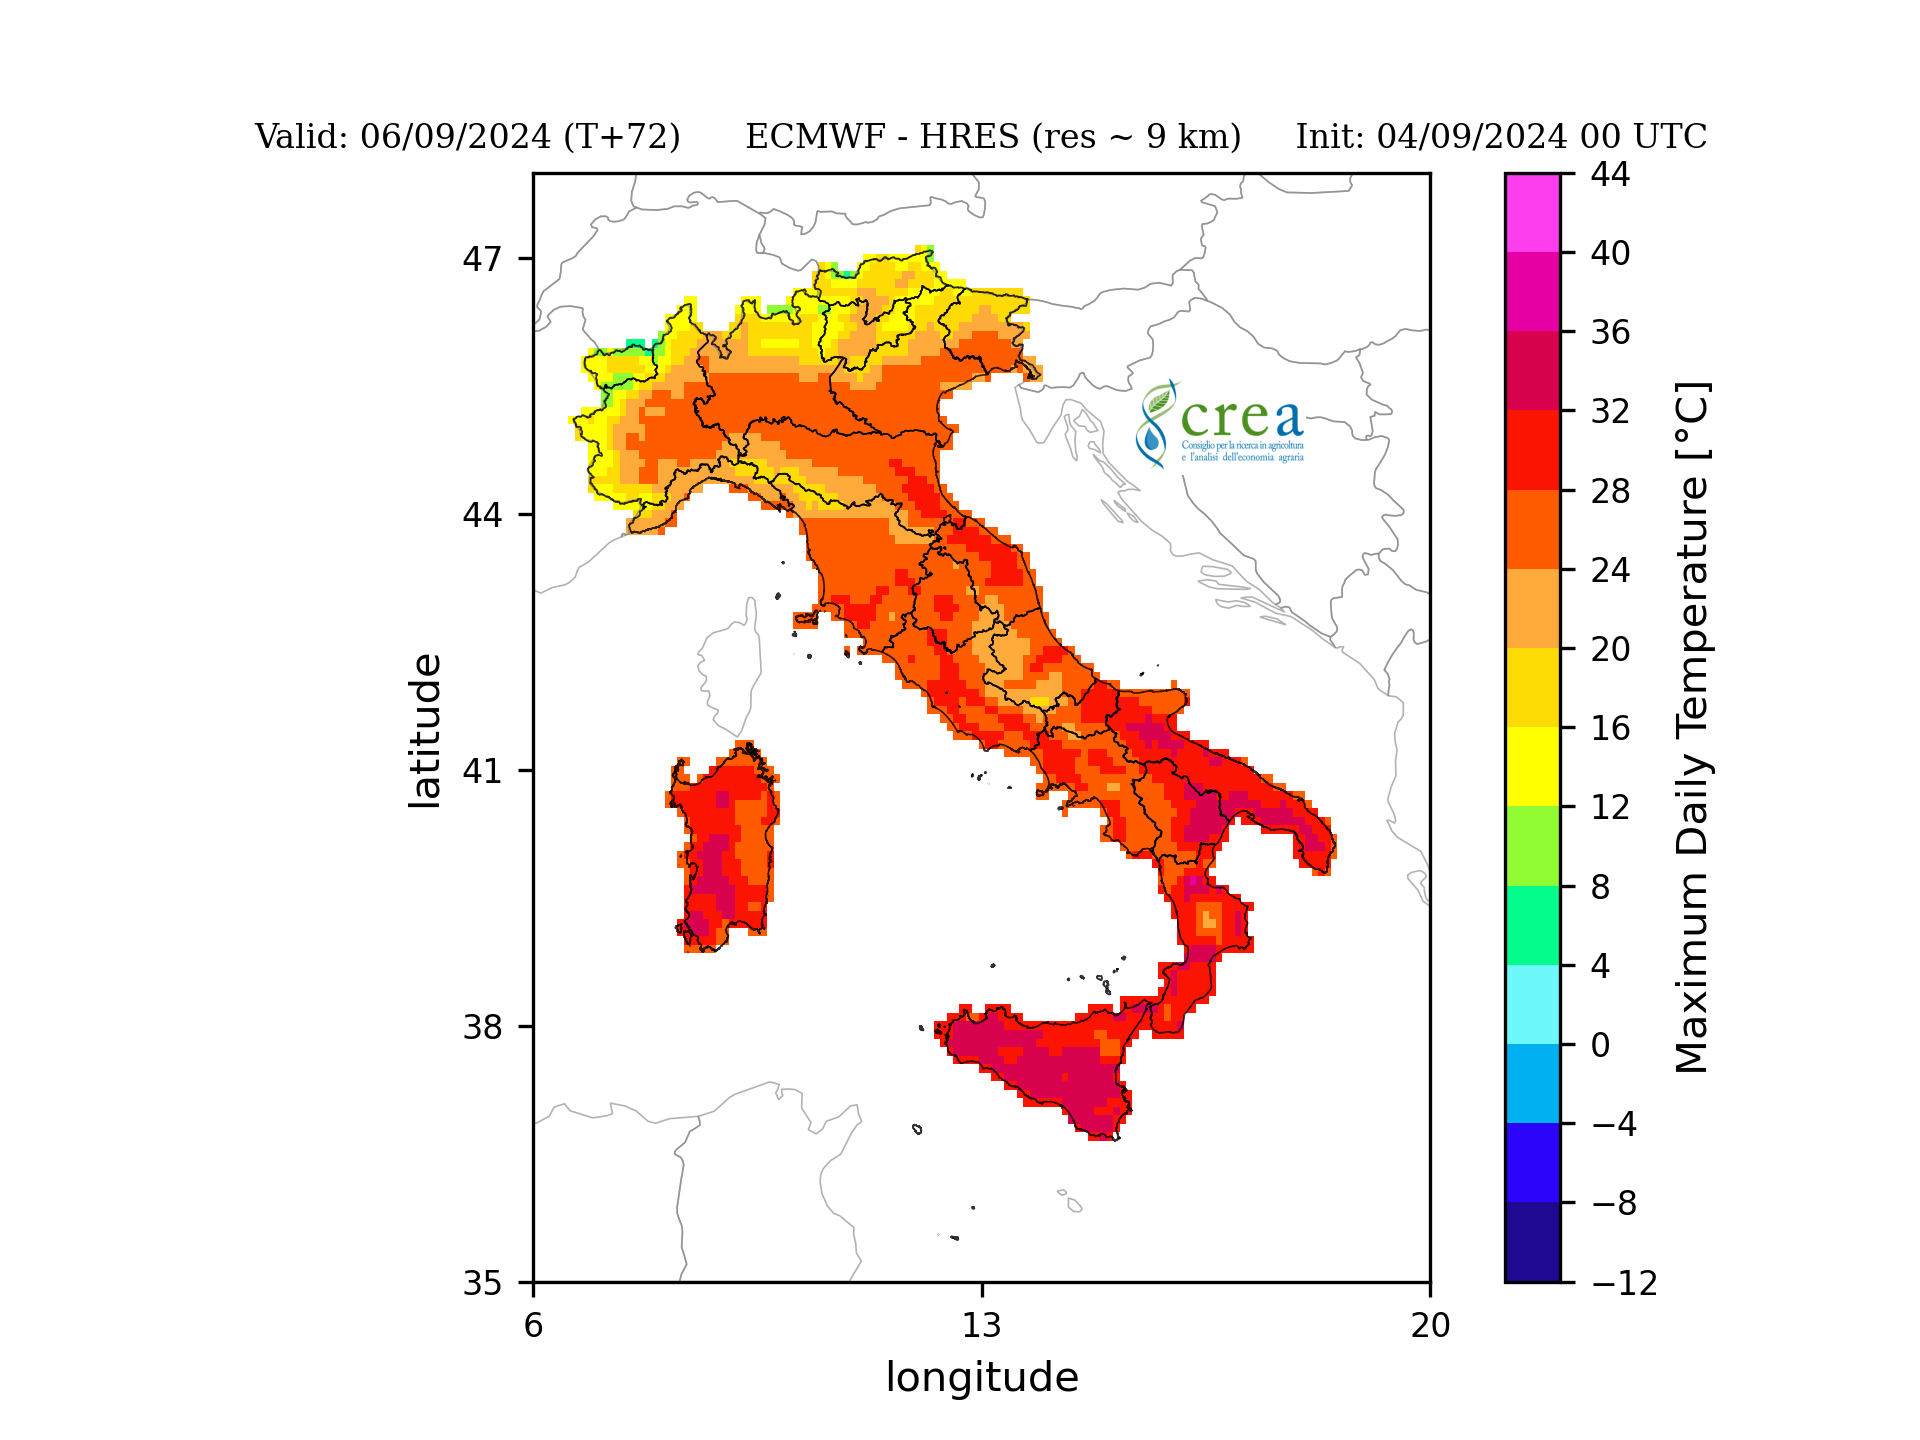 Valid: 06/09/2024 (T+72) ECMWF - HRES (res ~ 9 km) Init: 04/09/2024 00 UTC
47
44
41
38
35
latitude
6 13 20
longitude
crea
Consiglio per la ricerca in agricoltura
e l'analisi dell'economia agraria
44
40
36
32
28
24
20
16
12
8
4
0
−4
−8
−12
Maximum Daily Temperature [°C]